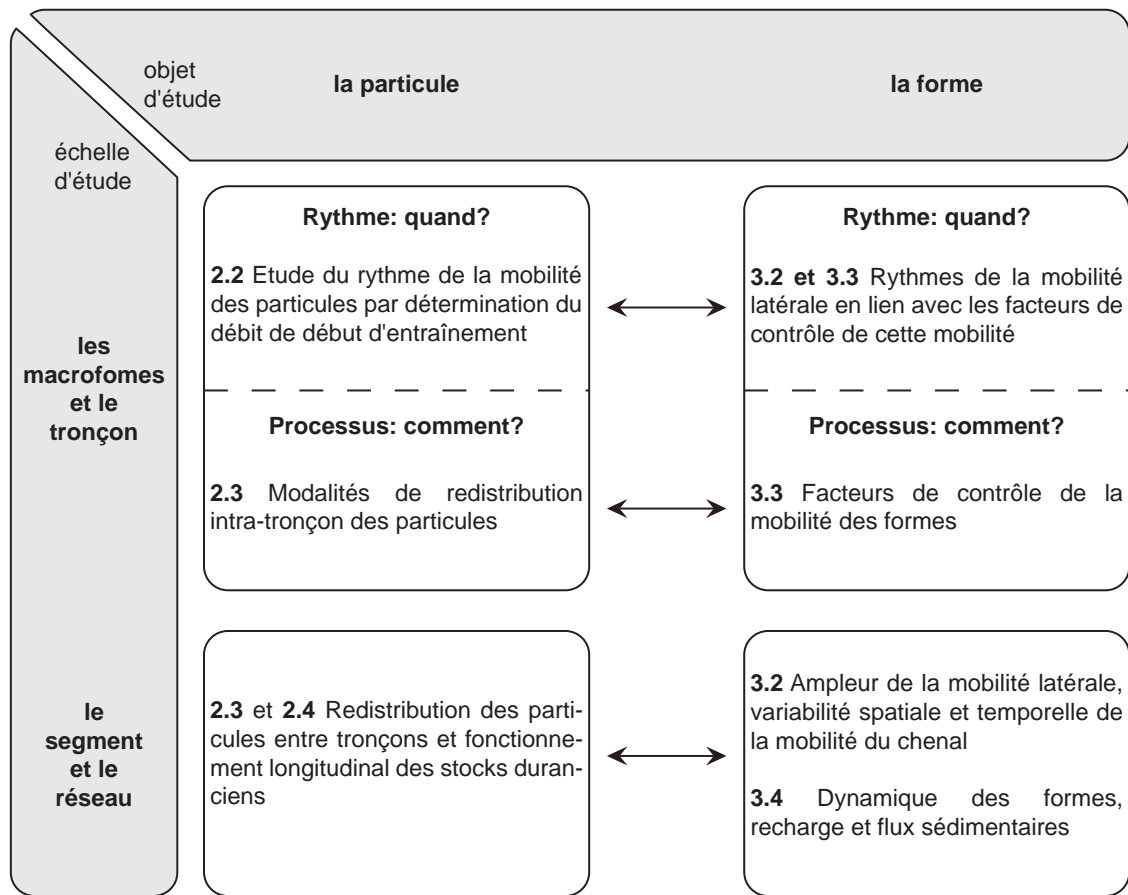 objet
d'étude
la particule
la forme
échelle
d'étude
les
macrofomes
et le
tronçon
Rythme: quand?
2.2 Etude du rythme de la mobilité
des particules par détermination du
débit de début d'entraînement
Rythme: quand?
3.2 et 3.3 Rythmes de la mobilité
latérale en lien avec les facteurs de
contrôle de cette mobilité
Processus: comment?
2.3 Modalités de redistribution
intra-tronçon des particules
Processus: comment?
3.3 Facteurs de contrôle de la
mobilité des formes
le
segment
et le
réseau
2.3 et 2.4 Redistribution des parti-
cules entre tronçons et fonctionne-
ment longitudinal des stocks duran-
ciens
3.2 Ampleur de la mobilité latérale,
variabilité spatiale et temporelle de
la mobilité du chenal
3.4 Dynamique des formes,
recharge et flux sédimentaires